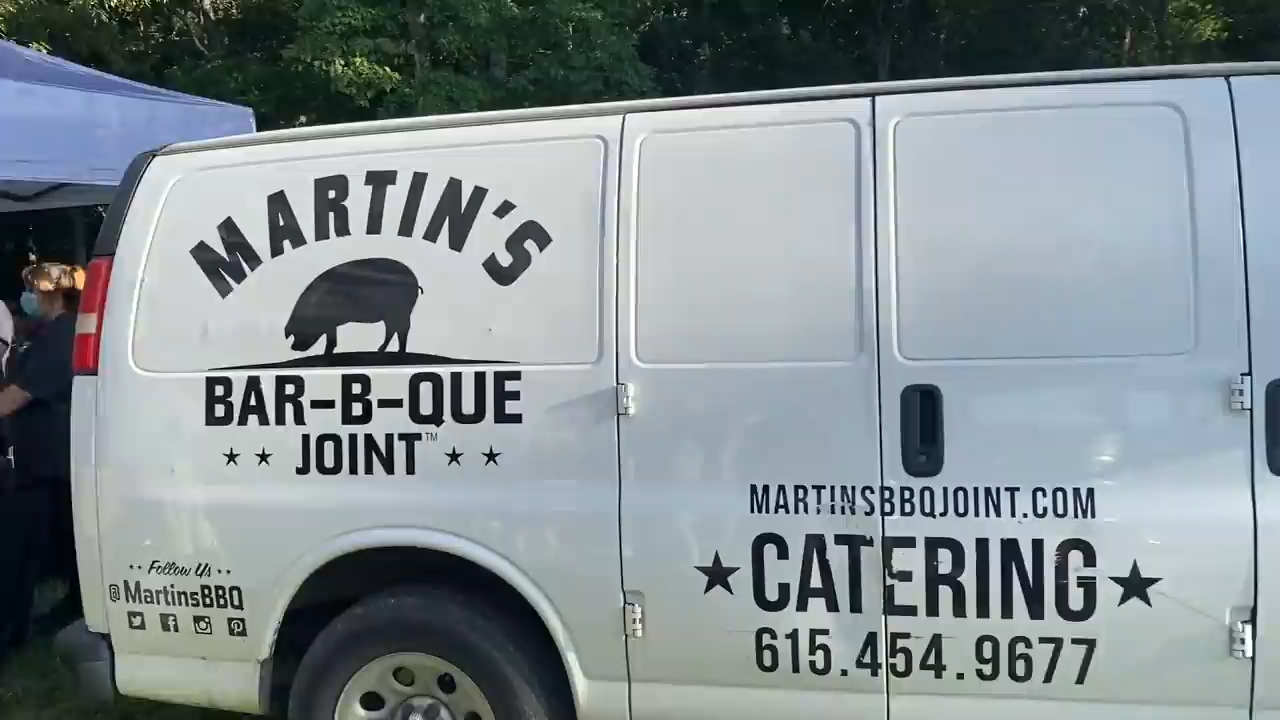 MARTIN'S
BAR-B-QUE
JOINT™
MARTINSBBQJOINT.COM
CATERING
615.454.9677
Follow Us
@MartinsBBQ